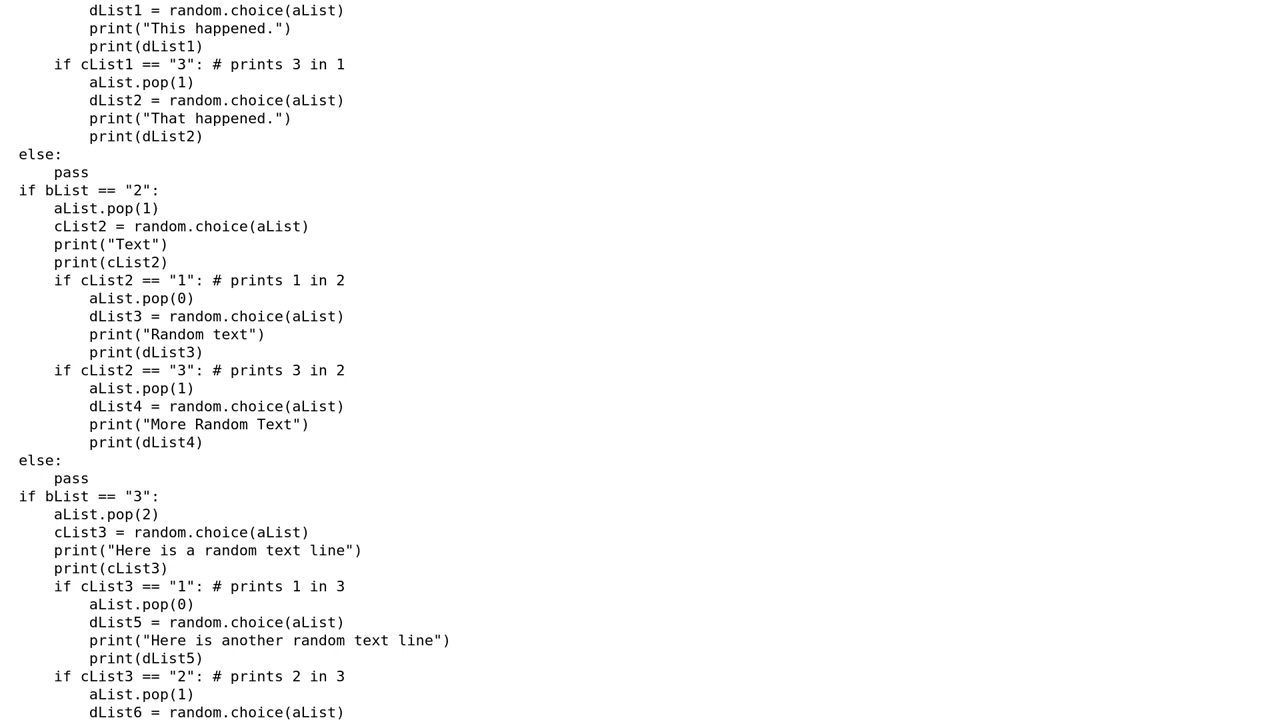 dList1 = random.choice(aList)
        print("This happened.")
        print(dList1)
    if cList1 == "3": # prints 3 in 1
        aList.pop(1)
        dList2 = random.choice(aList)
        print("That happened.")
        print(dList2)
else:
    pass
if bList == "2":
    aList.pop(1)
    cList2 = random.choice(aList)
    print("Text")
    print(cList2)
    if cList2 == "1": # prints 1 in 2
        aList.pop(0)
        dList3 = random.choice(aList)
        print("Random text")
        print(dList3)
    if cList2 == "3": # prints 3 in 2
        aList.pop(1)
        dList4 = random.choice(aList)
        print("More Random Text")
        print(dList4)
else:
    pass
if bList == "3":
    aList.pop(2)
    cList3 = random.choice(aList)
    print("Here is a random text line")
    print(cList3)
    if cList3 == "1": # prints 1 in 3
        aList.pop(0)
        dList5 = random.choice(aList)
        print("Here is another random text line")
        print(dList5)
    if cList3 == "2": # prints 2 in 3
        aList.pop(1)
        dList6 = random.choice(aList)